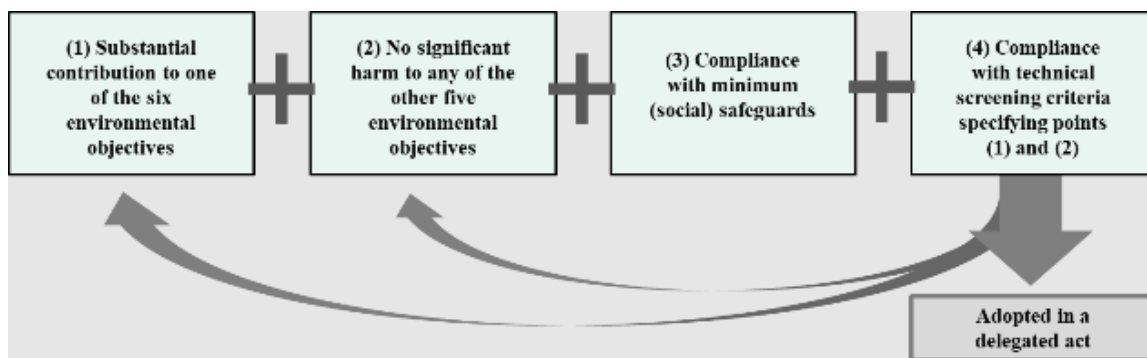 (1) Substantial
contribution to one
of the six
environmental
objectives
(2) No significant
harm to any of the
other five
environmental
objectives
(3) Compliance
with minimum
(social) safeguards
(4) Compliance
with technical
screening criteria
specifying points
(1) and (2)
Adopted in a
delegated act